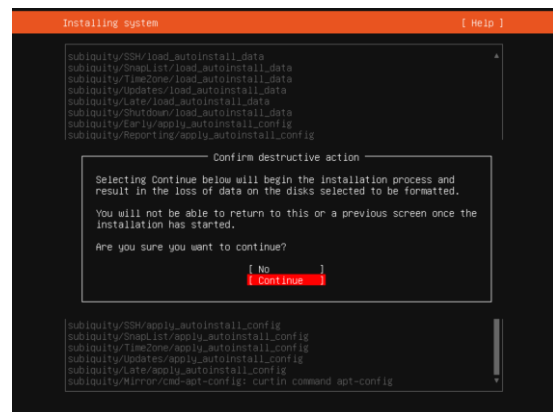 Installing system [ Help ]
subiquity/SSH/load_autoinstall_data
subiquity/SnapList/load_autoinstall_data
subiquity/TimeZone/load_autoinstall_data
subiquity/Updates/load_autoinstall_data
subiquity/Late/load_autoinstall_data
subiquity/Shutdown/load_autoinstall_data
subiquity/Early/apply_autoinstall_config
subiquity/Reporting/apply_autoinstall_config
Confirm destructive action
Selecting Continue below will begin the installation process and
result in the loss of data on the disks selected to be formatted.
You will not be able to return to this or a previous screen once the
installation has started.
Are you sure you want to continue?
[ No ]
[ Continue ]
subiquity/SSH/apply_autoinstall_config
subiquity/SnapList/apply_autoinstall_config
subiquity/TimeZone/apply_autoinstall_config
subiquity/Updates/apply_autoinstall_config
subiquity/Late/apply_autoinstall_config
subiquity/Mirror/cmd-apt-config: curtin command apt-config